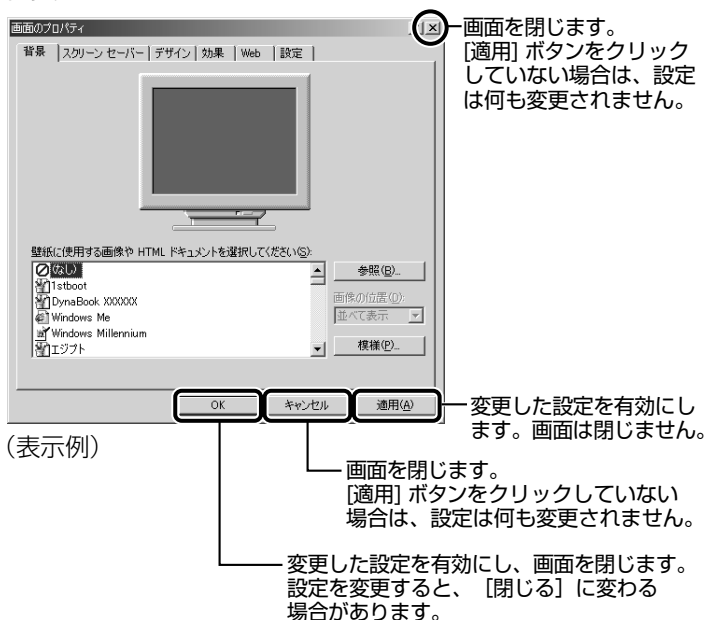 画面のプロパティ
背景 スクリーン セーバー デザイン 効果 Web 設定
壁紙に使用する画像や HTML ドキュメントを選択してください(S):
(なし)
1stboot
DynaBook XXXXXX
Windows Me
Windows Millennium
エジプト
参照(B)...
画像の位置(D):
並べて表示
模様(P)...
OK
キャンセル
適用(A)
(表示例)
画面を閉じます。
[適用] ボタンをクリック
していない場合は、設定
は何も変更されません。
変更した設定を有効にし
ます。画面は閉じません。
画面を閉じます。
[適用] ボタンをクリックしていない
場合は、設定は何も変更されません。
変更した設定を有効にし、画面を閉じます。
設定を変更すると、［閉じる］に変わる
場合があります。